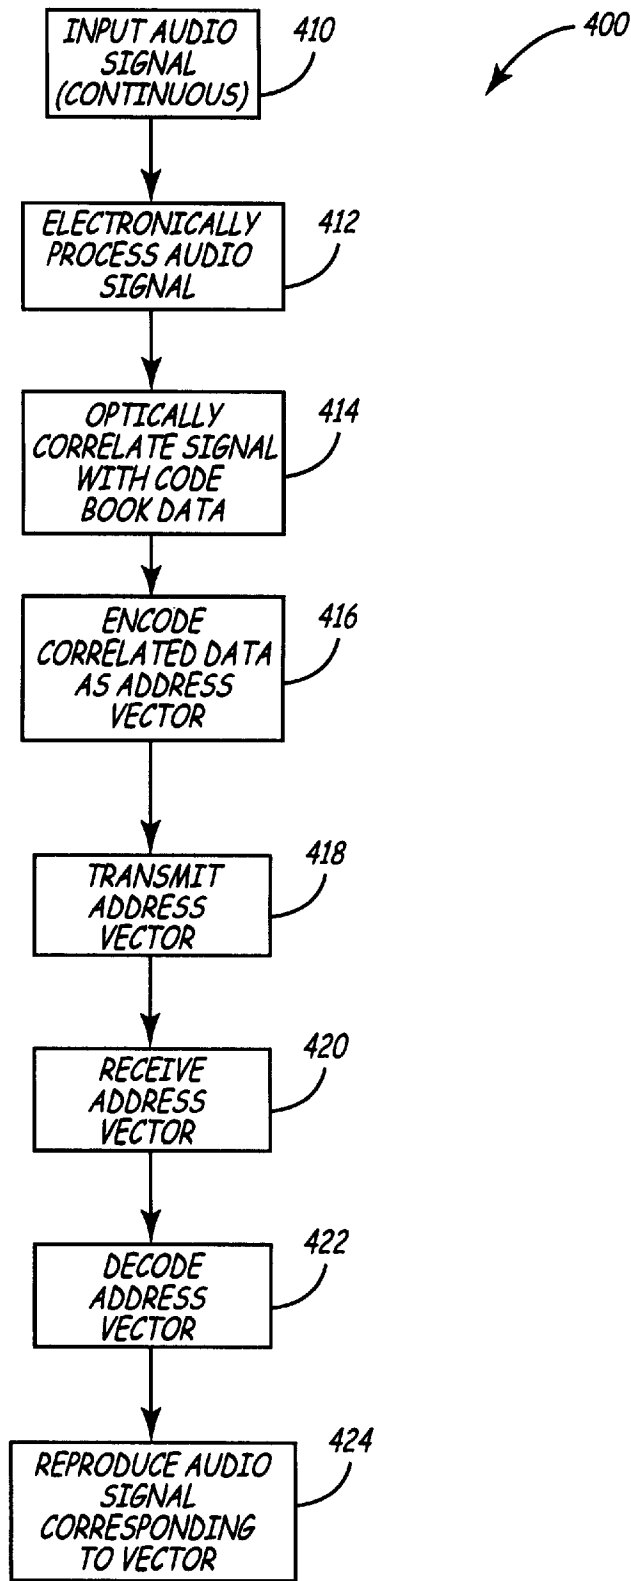 400
INPUT AUDIO
SIGNAL
(CONTINUOUS)
410
ELECTRONICALLY
PROCESS AUDIO
SIGNAL
412
OPTICALLY
CORRELATE SIGNAL
WITH CODE
BOOK DATA
414
ENCODE
CORRELATED DATA
AS ADDRESS
VECTOR
416
TRANSMIT
ADDRESS
VECTOR
418
RECEIVE
ADDRESS
VECTOR
420
DECODE
ADDRESS
VECTOR
422
REPRODUCE AUDIO
SIGNAL
CORRESPONDING
TO VECTOR
424